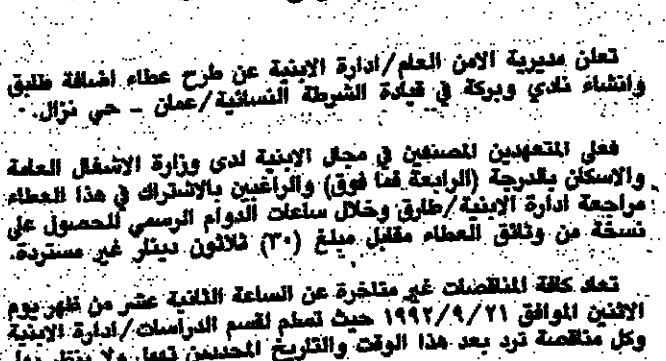 تعلن مديرية الامن العام/ادارة الابنية عن طرح عطاء اضافة طابق
وانشاء نادي وبركة في قيادة الشرطة النسائية/عمان - حي نزال.
فعلى المتعهدين المصنفين في مجال الابنية لدى وزارة الاشغال العامة
والاسكان بالدرجة (الرابعة فما فوق) والراغبين بالاشتراك في هذا العطاء
مراجعة ادارة الابنية/طارق وخلال ساعات الدوام الرسمي للحصول على
نسخة من وثائق العطاء مقابل مبلغ (٣٠) ثلاثون دينار غير مستردة.
تعاد كافة المناقصات غير متاخرة عن الساعة الثانية عشر من ظهر يوم
الاثنين الموافق ١٩٩٢/٩/٢١ حيث تسلم لقسم الدراسات/ادارة الابنية
وكل مناقصة ترد بعد هذا الوقت والتاريخ المحددين تهمل ولا ينظر